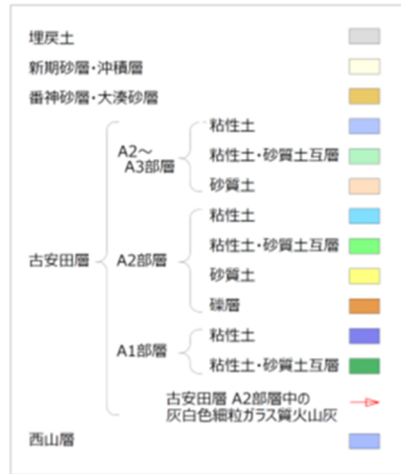 埋戻土
新期砂層・沖積層
番神砂層・大湊砂層
古安田層
A2～
A3部層
粘性土
粘性土・砂質土互層
砂質土
A2部層
粘性土
粘性土・砂質土互層
砂質土
礫層
A1部層
粘性土
粘性土・砂質土互層
古安田層 A2部層中の
灰白色細粒ガラス質火山灰
西山層